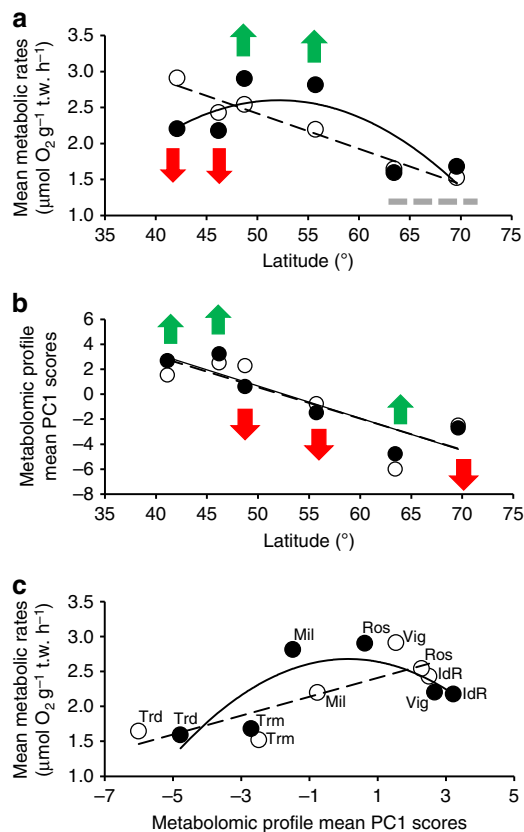 a
Mean metabolic rates
(µmol O₂ g⁻¹ t.w. h⁻¹)
3.5
3.0
2.5
2.0
1.5
1.0
35 40 45 50 55 60 65 70 75
Latitude (°)
b
Metabolomic profile
mean PC1 scores
6
4
2
0
−2
−4
−6
−8
35 40 45 50 55 60 65 70 75
Latitude (°)
c
Mean metabolic rates
(µmol O₂ g⁻¹ t.w. h⁻¹)
3.5
3.0
2.5
2.0
1.5
1.0
Mil Ros Vig
Ros
IdR
Mil Vig IdR
Trd Trd Trm
Trm
−7 −5 −3 −1 1 3 5
Metabolomic profile mean PC1 scores